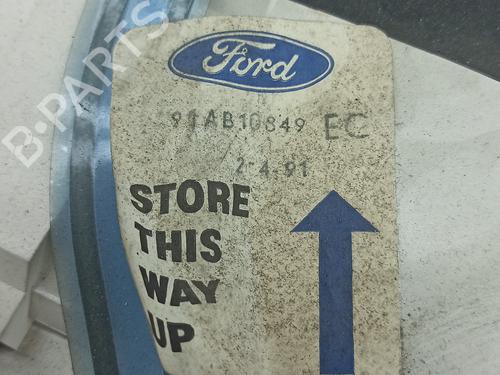 B-PARTS
Ford
91AB10849 EC
2.4.91
STORE
THIS
WAY
UP